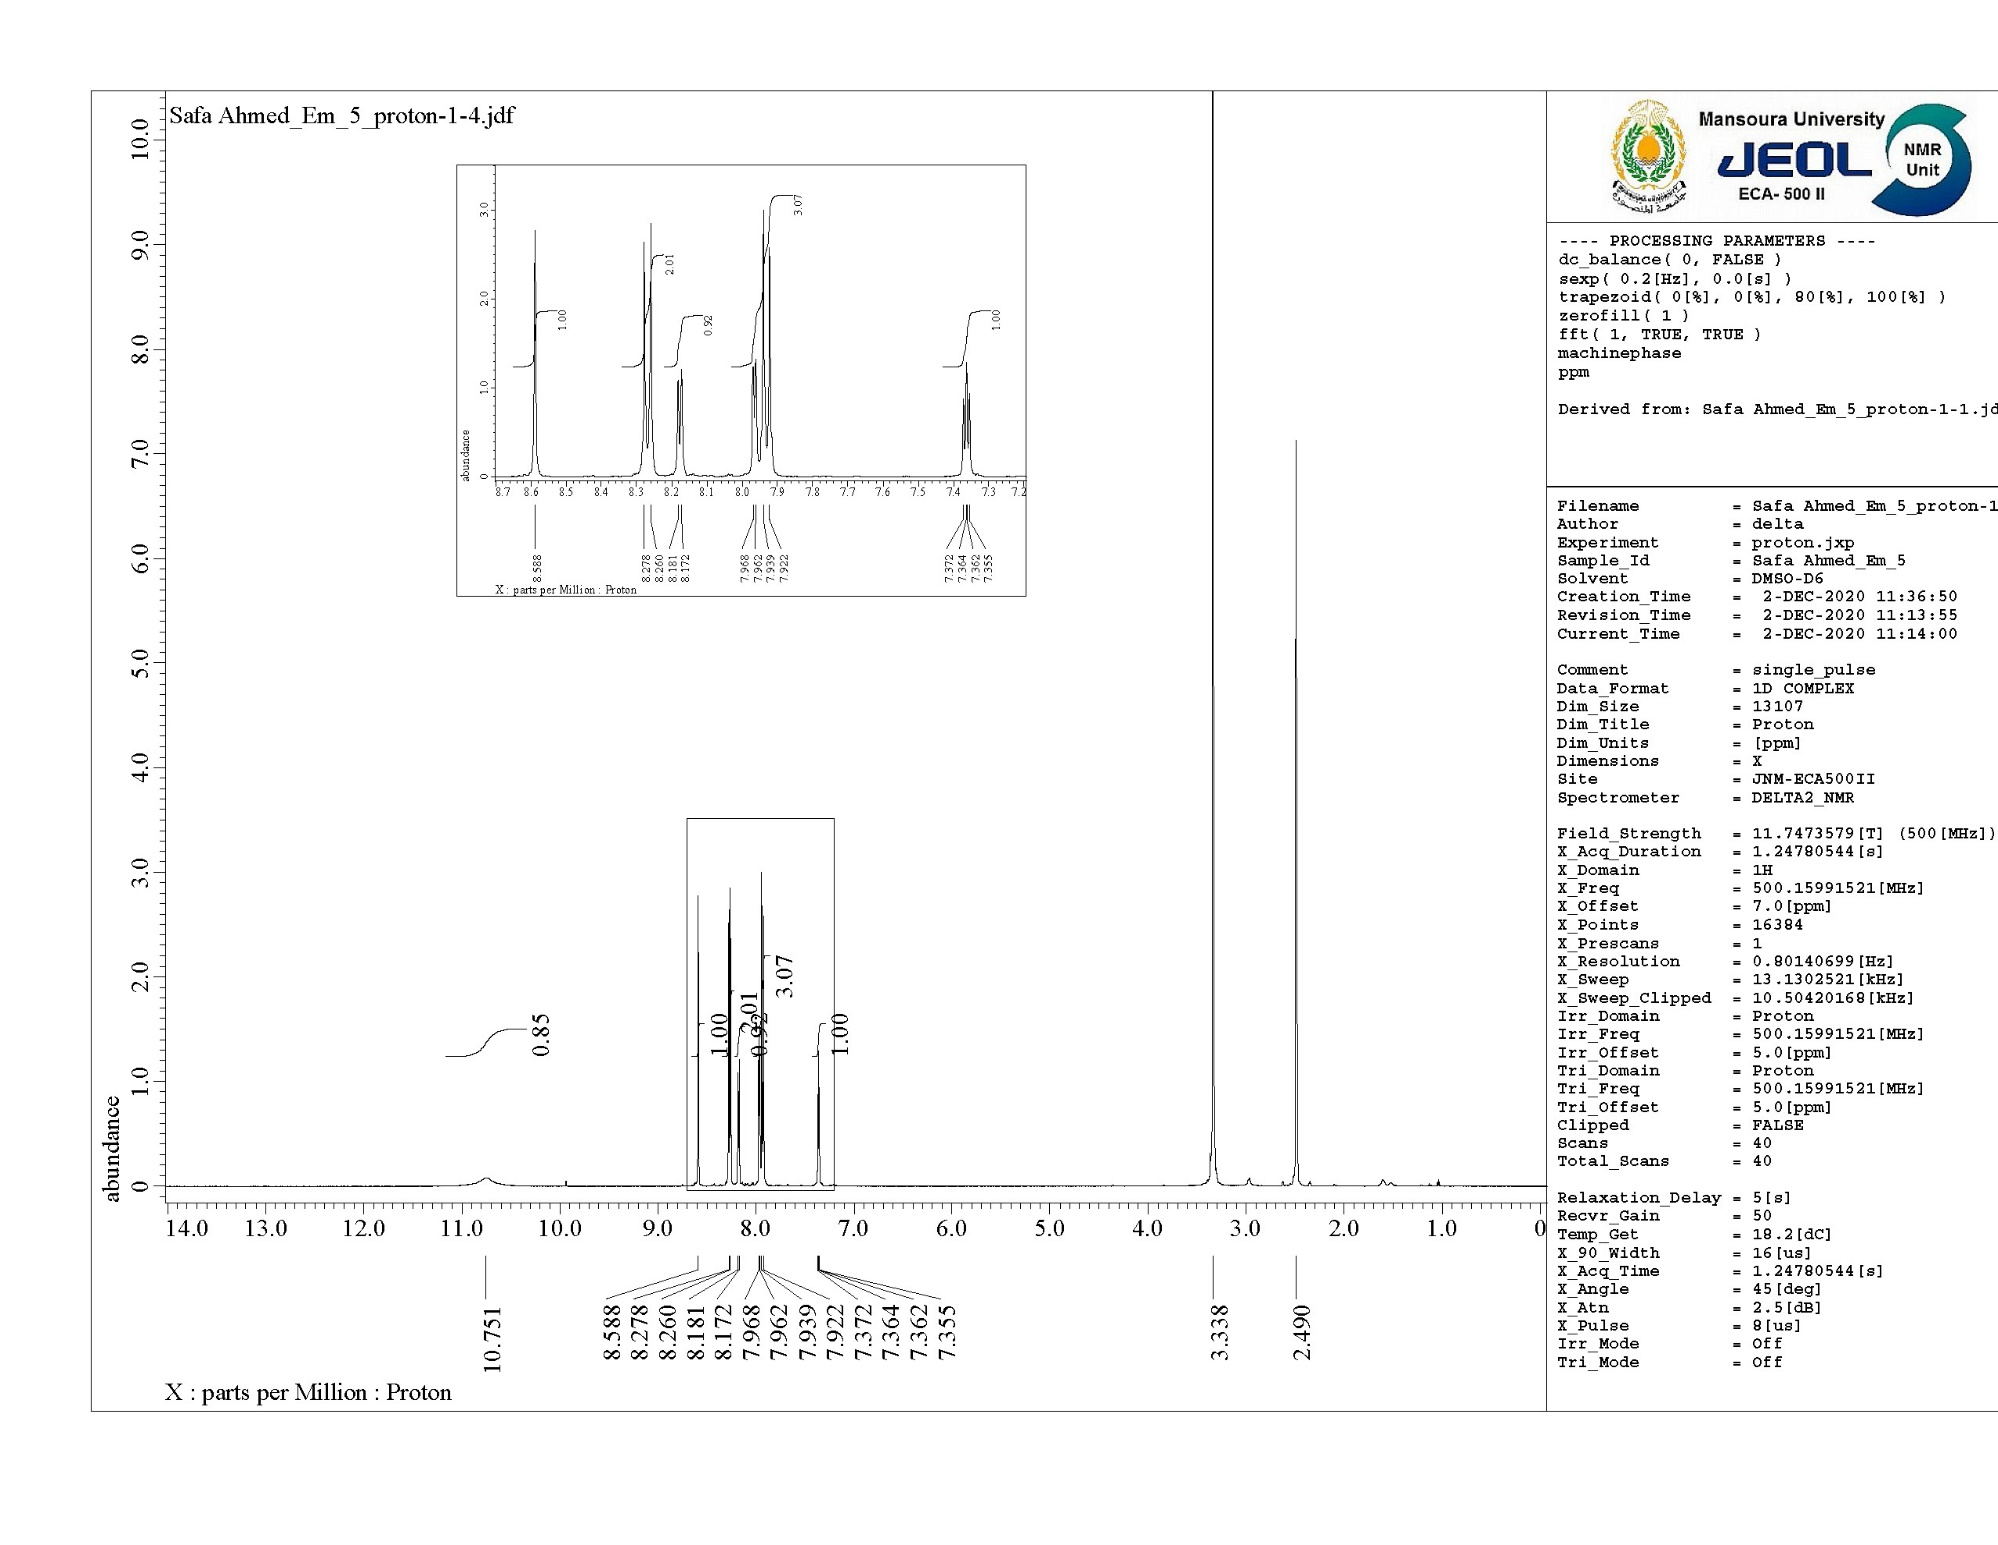 Safa Ahmed_Em_5_proton-1-4.jdf
abundance
10.0
9.0
8.0
7.0
6.0
5.0
4.0
3.0
2.0
1.0
0
abundance
3.0
2.0
1.0
0
1.00
2.01
0.92
3.07
1.00
8.7 8.6 8.5 8.4 8.3 8.2 8.1 8.0 7.9 7.8 7.7 7.6 7.5 7.4 7.3 7.2
8.588
8.278
8.260
8.181
8.172
7.968
7.962
7.939
7.922
7.372
7.364
7.362
7.355
X : parts per Million : Proton
0.85
1.00
2.01
0.92
3.07
1.00
14.0 13.0 12.0 11.0 10.0 9.0 8.0 7.0 6.0 5.0 4.0 3.0 2.0 1.0 0
10.751
8.588
8.278
8.260
8.181
8.172
7.968
7.962
7.939
7.922
7.372
7.364
7.362
7.355
3.338
2.490
X : parts per Million : Proton
Mansoura University
JEOL
ECA- 500 II
NMR
Unit
---- PROCESSING PARAMETERS ----
dc_balance( 0, FALSE )
sexp( 0.2[Hz], 0.0[s] )
trapezoid( 0[%], 0[%], 80[%], 100[%] )
zerofill( 1 )
fft( 1, TRUE, TRUE )
machinephase
ppm
Derived from: Safa Ahmed_Em_5_proton-1-1.jd
Filename = Safa Ahmed_Em_5_proton-1
Author = delta
Experiment = proton.jxp
Sample_Id = Safa Ahmed_Em_5
Solvent = DMSO-D6
Creation_Time = 2-DEC-2020 11:36:50
Revision_Time = 2-DEC-2020 11:13:55
Current_Time = 2-DEC-2020 11:14:00
Comment = single_pulse
Data_Format = 1D COMPLEX
Dim_Size = 13107
Dim_Title = Proton
Dim_Units = [ppm]
Dimensions = X
Site = JNM-ECA500II
Spectrometer = DELTA2_NMR
Field_Strength = 11.7473579[T] (500[MHz])
X_Acq_Duration = 1.24780544[s]
X_Domain = 1H
X_Freq = 500.15991521[MHz]
X_Offset = 7.0[ppm]
X_Points = 16384
X_Prescans = 1
X_Resolution = 0.80140699[Hz]
X_Sweep = 13.1302521[kHz]
X_Sweep_Clipped = 10.50420168[kHz]
Irr_Domain = Proton
Irr_Freq = 500.15991521[MHz]
Irr_Offset = 5.0[ppm]
Tri_Domain = Proton
Tri_Freq = 500.15991521[MHz]
Tri_Offset = 5.0[ppm]
Clipped = FALSE
Scans = 40
Total_Scans = 40
Relaxation_Delay = 5[s]
Recvr_Gain = 50
Temp_Get = 18.2[dC]
X_90_Width = 16[us]
X_Acq_Time = 1.24780544[s]
X_Angle = 45[deg]
X_Atn = 2.5[dB]
X_Pulse = 8[us]
Irr_Mode = Off
Tri_Mode = Off